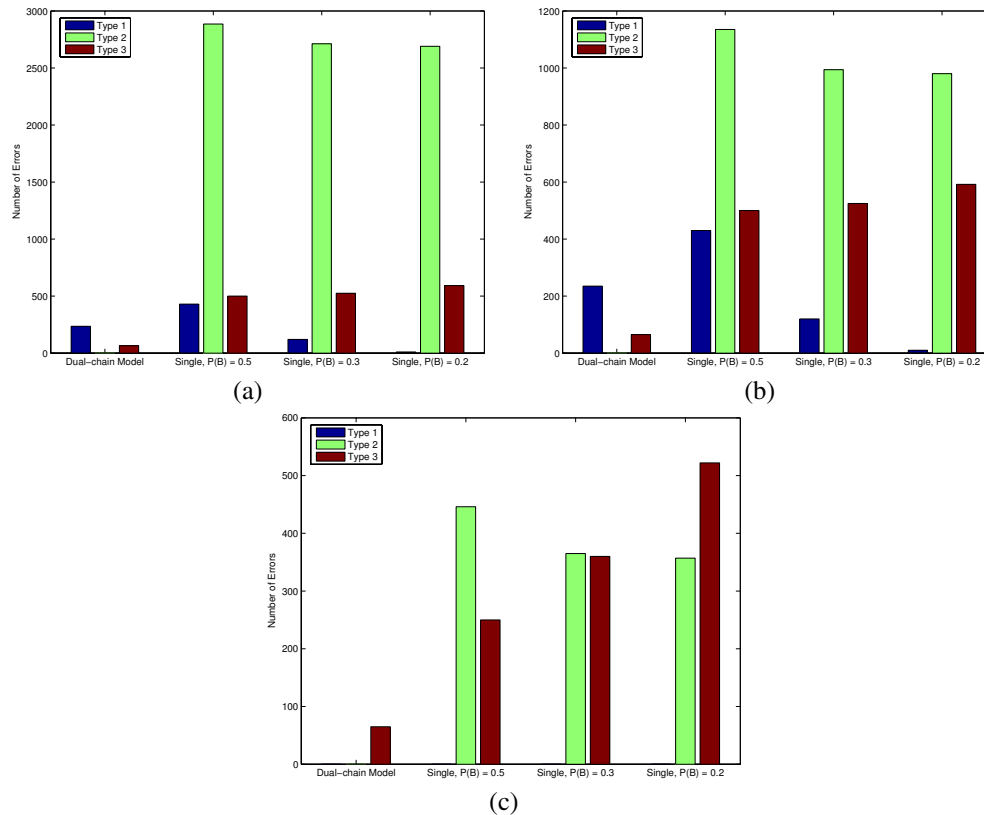 3000
2500
2000
1500
1000
500
0
Number of Errors
Type 1
Type 2
Type 3
Dual-chain Model
Single, P(B) = 0.5
Single, P(B) = 0.3
Single, P(B) = 0.2
(a)
1200
1000
800
600
400
200
0
Number of Errors
Type 1
Type 2
Type 3
Dual-chain Model
Single, P(B) = 0.5
Single, P(B) = 0.3
Single, P(B) = 0.2
(b)
600
500
400
300
200
100
0
Number of Errors
Type 1
Type 2
Type 3
Dual-chain Model
Single, P(B) = 0.5
Single, P(B) = 0.3
Single, P(B) = 0.2
(c)